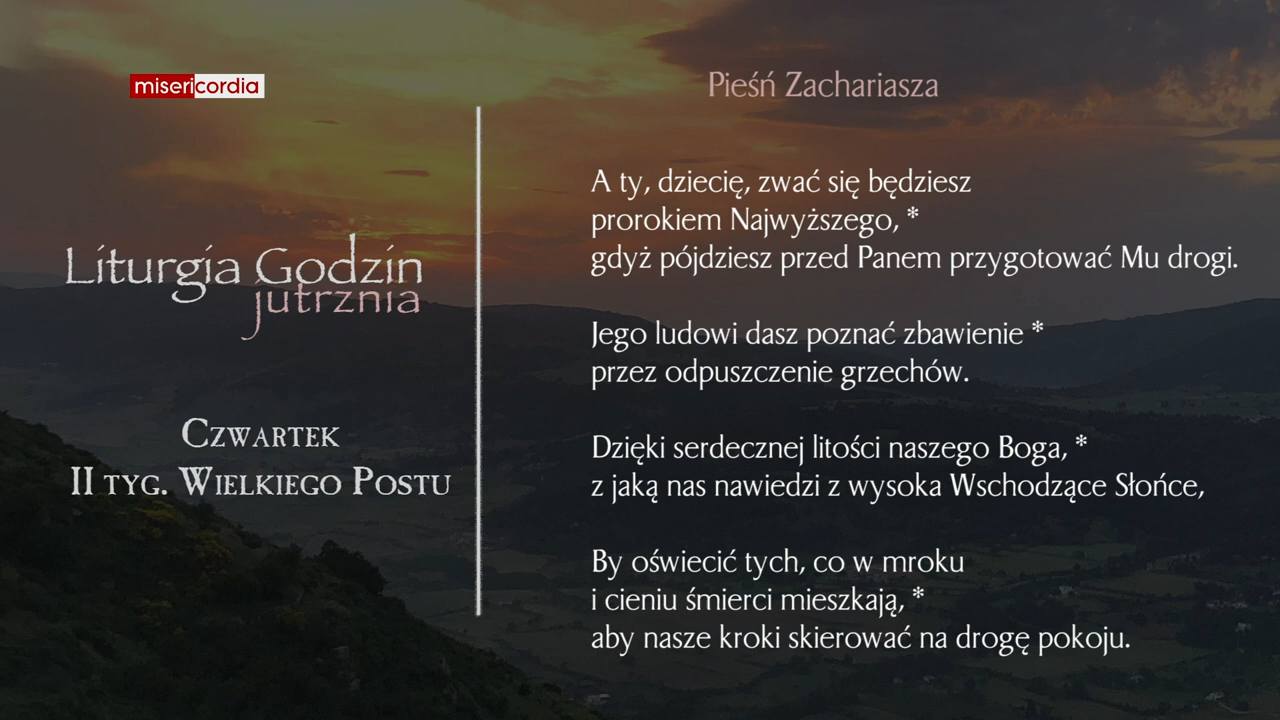 misericordia
Liturgia Godzin
jutrznia
Czwartek
II tyg. Wielkiego Postu
Pieśń Zachariasza
A ty, dziecię, zwać się będziesz
prorokiem Najwyższego, *
gdyż pójdziesz przed Panem przygotować Mu drogi.
Jego ludowi dasz poznać zbawienie *
przez odpuszczenie grzechów.
Dzięki serdecznej litości naszego Boga, *
z jaką nas nawiedzi z wysoka Wschodzące Słońce,
By oświecić tych, co w mroku
i cieniu śmierci mieszkają, *
aby nasze kroki skierować na drogę pokoju.